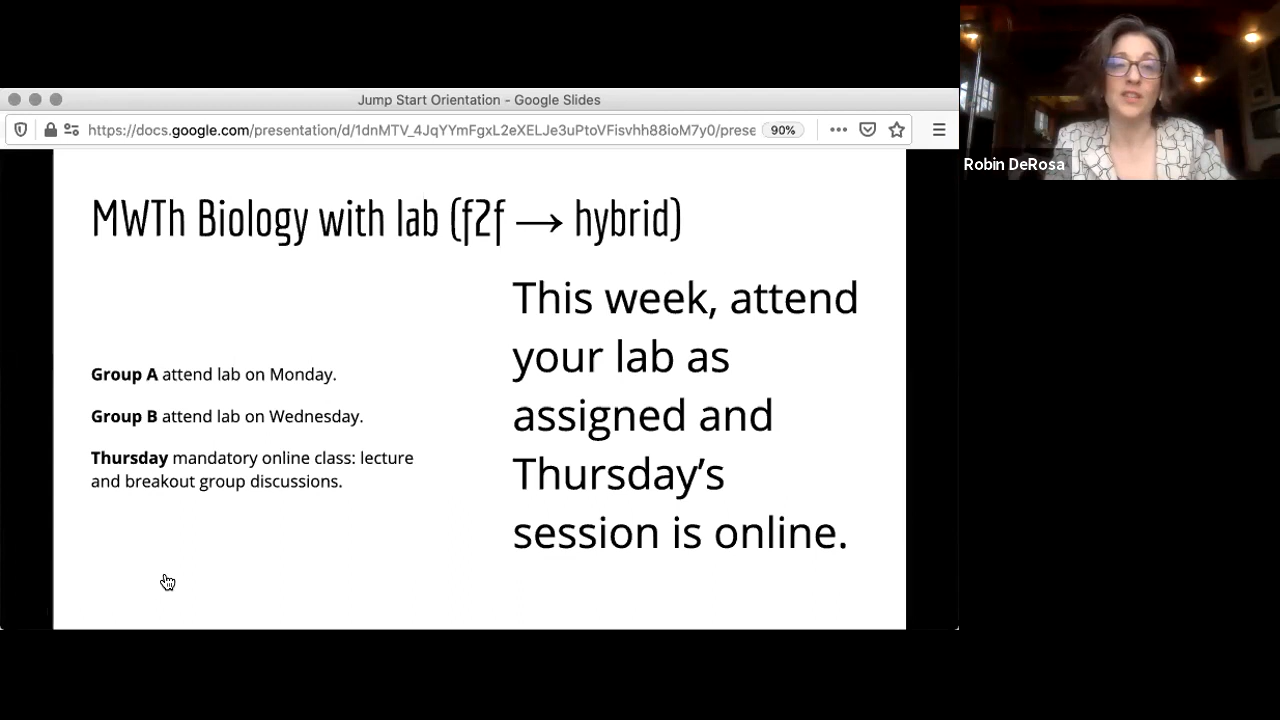 Jump Start Orientation - Google Slides
https://docs.google.com/presentation/d/1dnMTV_4JqYYmFgxL2eXELJe3uPtoVFisvhh88ioM7y0/prese
90%
Robin DeRosa
MWTh Biology with lab (f2f → hybrid)
Group A attend lab on Monday.
Group B attend lab on Wednesday.
Thursday mandatory online class: lecture
and breakout group discussions.
This week, attend
your lab as
assigned and
Thursday’s
session is online.